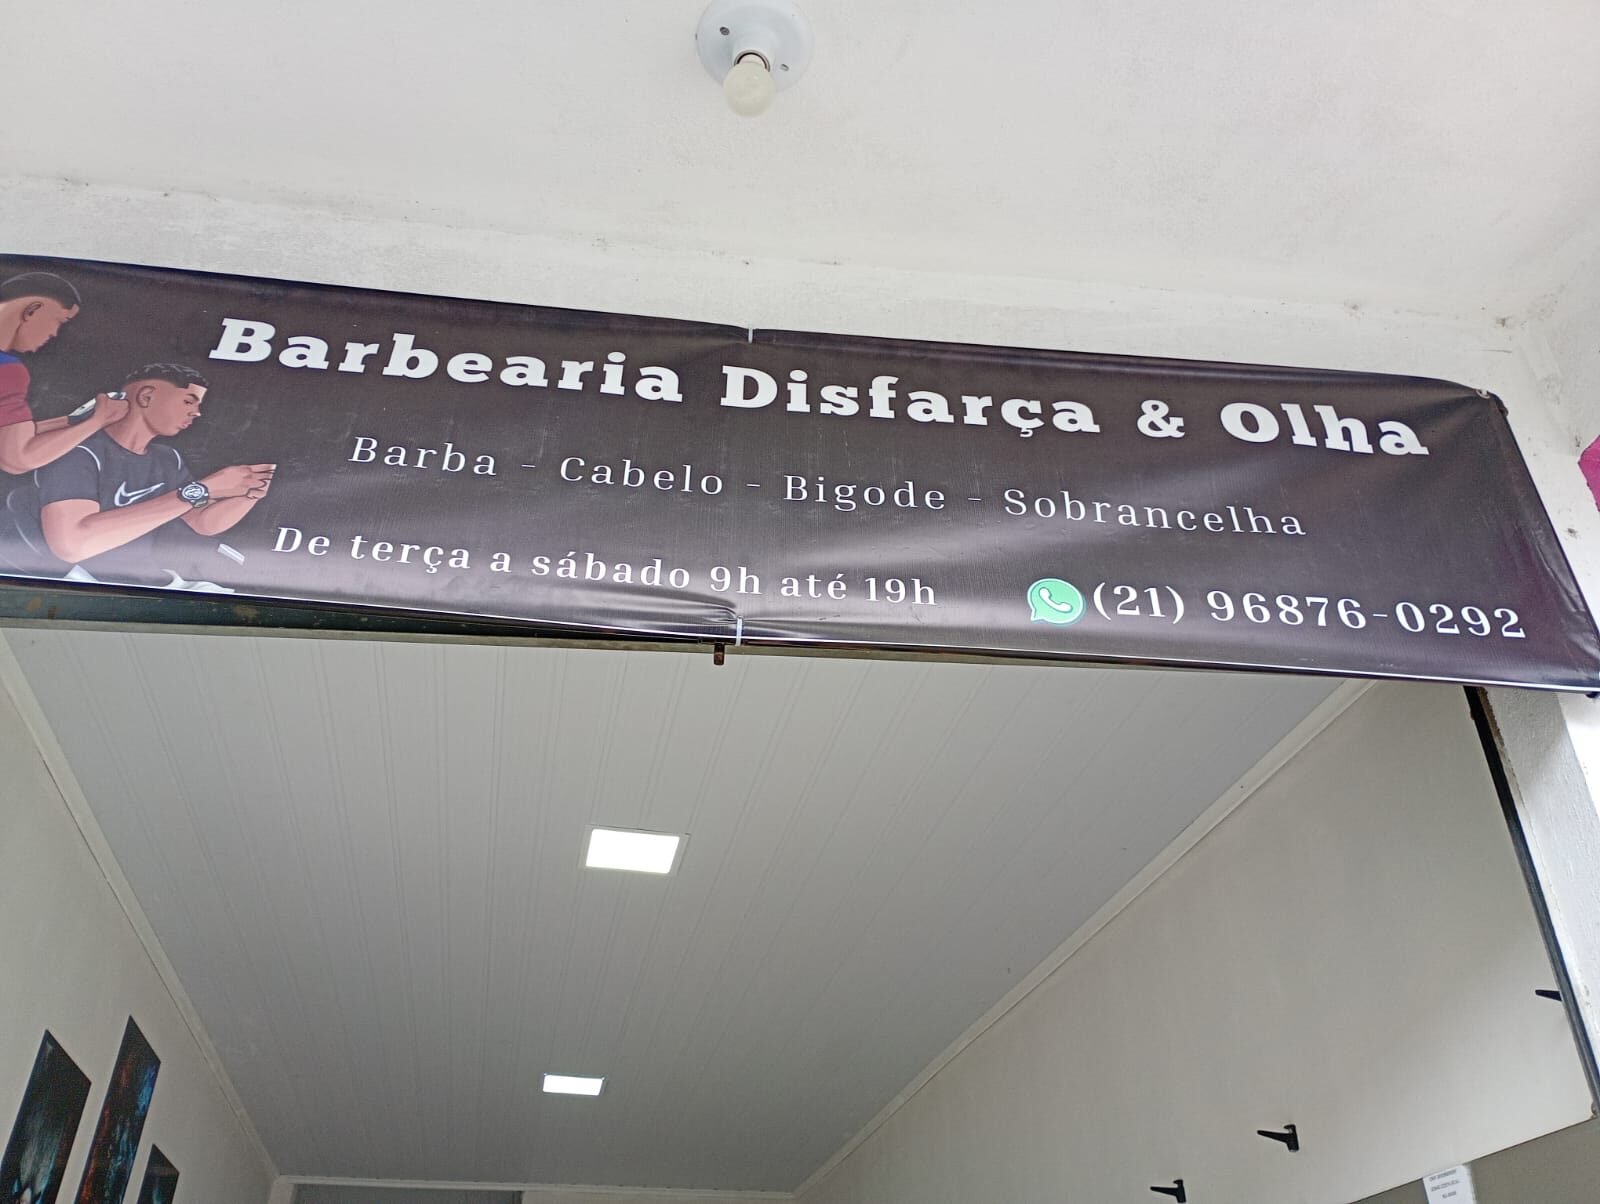 Barbearia Disfarça & Olha
Barba - Cabelo - Bigode - Sobrancelha
De terça a sábado 9h até 19h
(21) 96876-0292